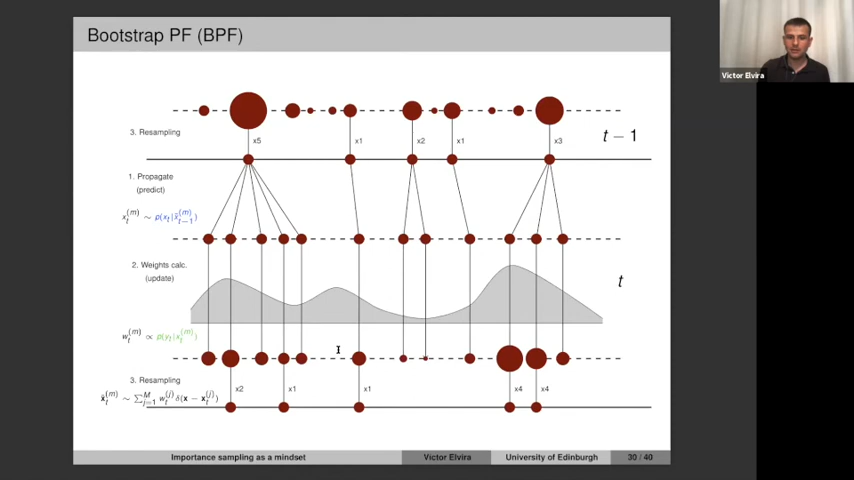 Bootstrap PF (BPF)
Victor Elvira
3. Resampling
x5
x1
x2
x1
x3
t − 1
1. Propagate
(predict)
x_t^(m) ∼ p(x_t|x̃_{t−1}^(m))
2. Weights calc.
(update)
t
w_t^(m) ∝ p(y_t|x_t^(m))
3. Resampling
x̃_t^(m) ∼ ∑_{j=1}^M w_t^(j) δ(x − x_t^(j))
x2
x1
x1
x4
x4
Importance sampling as a mindset
Victor Elvira
University of Edinburgh
30 / 40